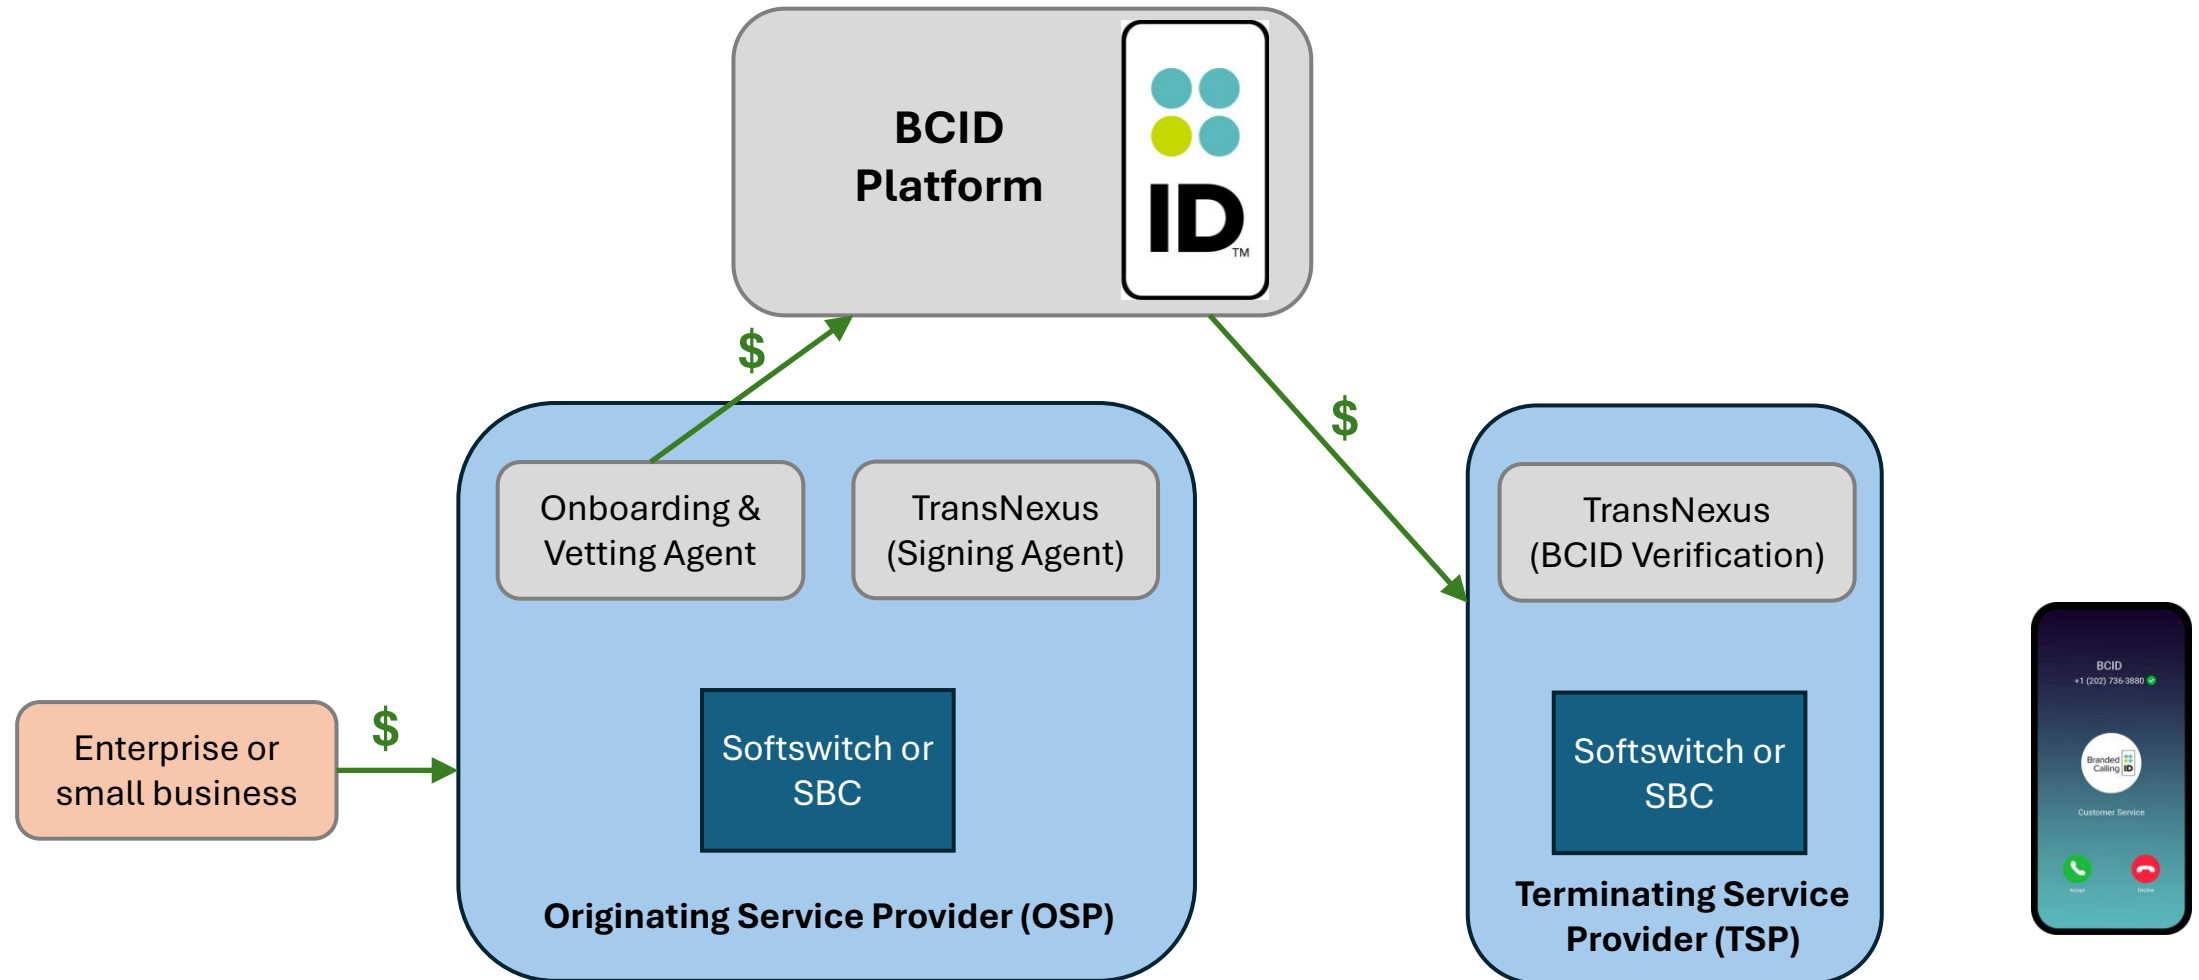 BCID
Platform
ID
TM
$
$
Onboarding &
Vetting Agent
TransNexus
(Signing Agent)
TransNexus
(BCID Verification)
$
Enterprise or
small business
Softswitch or
SBC
Softswitch or
SBC
Originating Service Provider (OSP)
Terminating Service
Provider (TSP)
BCID
+1 (202) 736-3880
Branded
Calling ID
Customer Service
Accept
Decline